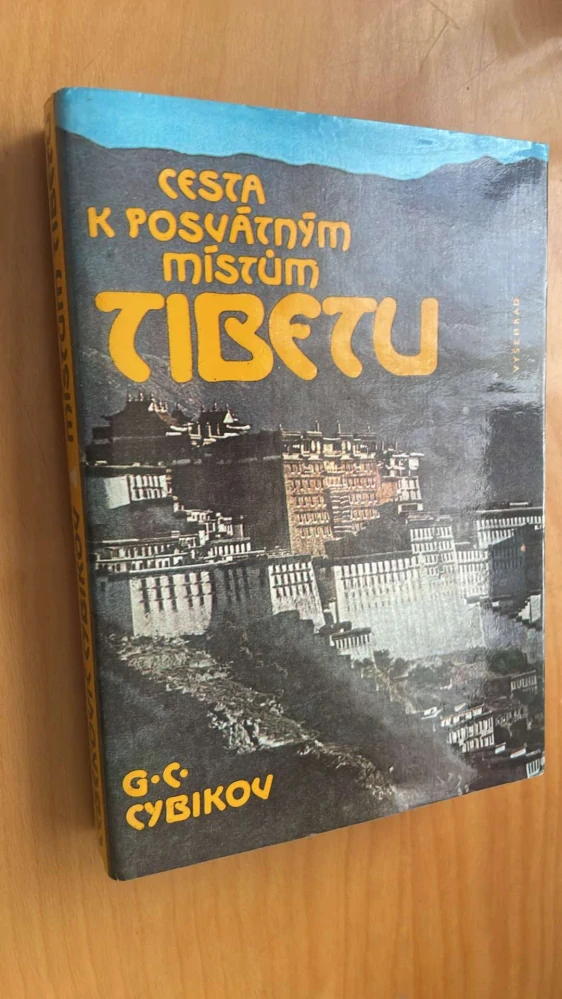 CESTA
K POSVÁTNÝM
MÍSTŮM
TIBETU
VYŠEHRAD
G·C·
CYBIKOV